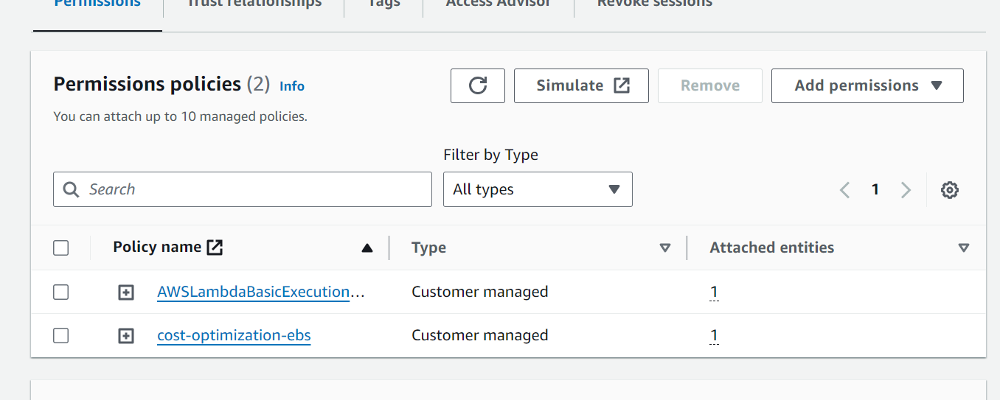 Permissions Trust relationships Tags Access Advisor Revoke sessions
Permissions policies (2) Info
Simulate Remove Add permissions
You can attach up to 10 managed policies.
Filter by Type
Search All types 1
Policy name Type Attached entities
AWSLambdaBasicExecution... Customer managed 1
cost-optimization-ebs Customer managed 1